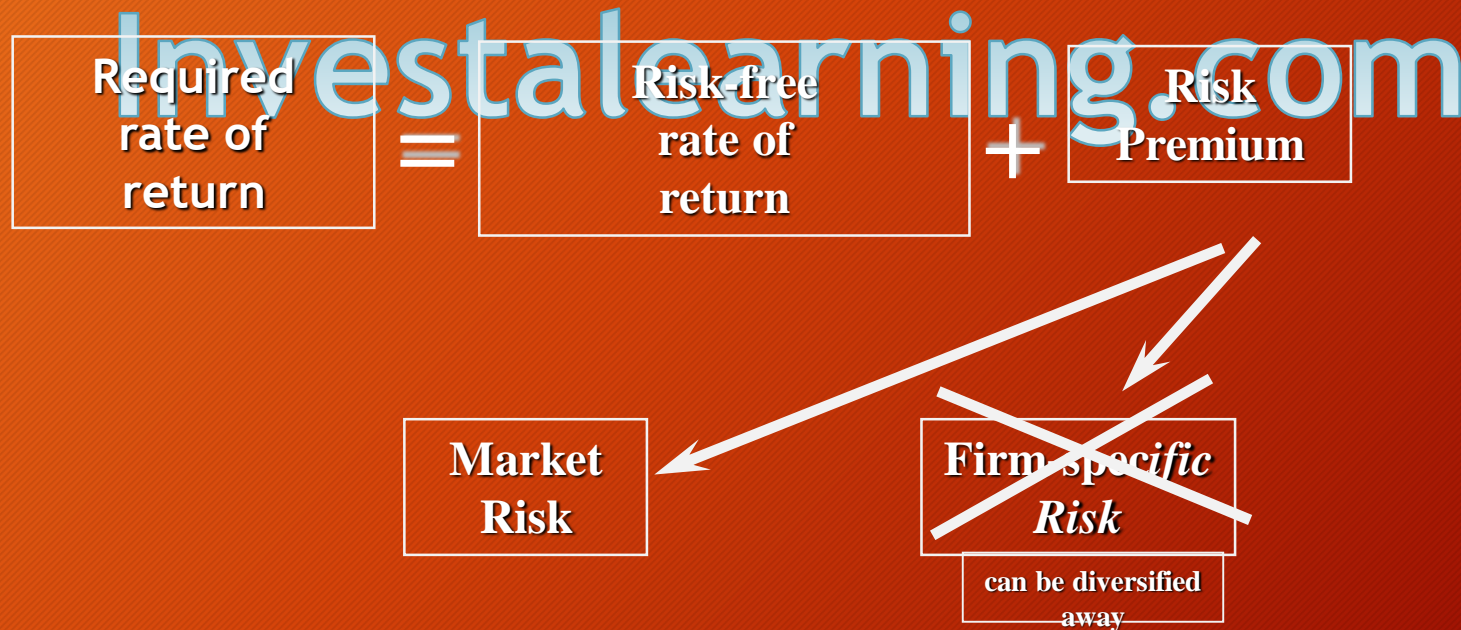 Investalearning.com
Required
rate of
return
=
Risk-free
rate of
return
+
Risk
Premium
Market
Risk
Firm-specific
Risk
can be diversified
away